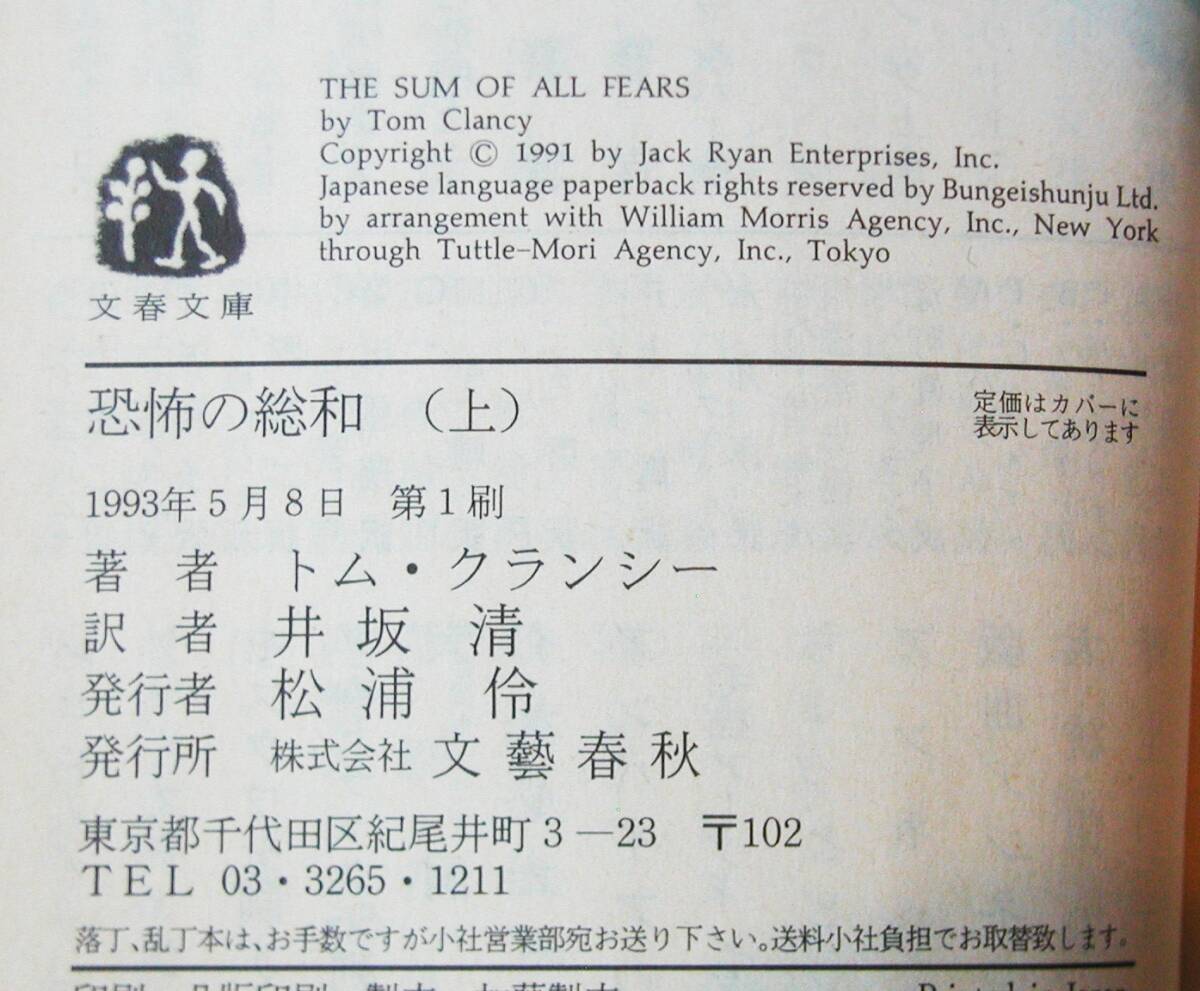 THE SUM OF ALL FEARS
by Tom Clancy
Copyright © 1991 by Jack Ryan Enterprises, Inc.
Japanese language paperback rights reserved by Bungeishunju Ltd.
by arrangement with William Morris Agency, Inc., New York
through Tuttle–Mori Agency, Inc., Tokyo
文春文庫
恐怖の総和 (上)
定価はカバーに
表示してあります
1993年5月8日 第1刷
著 者 トム・クランシー
訳 者 井坂 清
発行者 松浦 伶
発行所 株式会社 文藝春秋
東京都千代田区紀尾井町3—23 〒102
TEL 03・3265・1211
落丁、乱丁本は、お手数ですが小社営業部宛お送り下さい。送料小社負担でお取替致します。